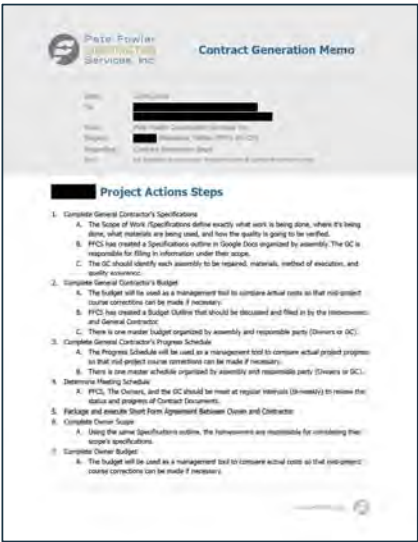 Pete Fowler
CONSTRUCTION
Services, Inc.
Contract Generation Memo
Date:
To:
From: Pete Fowler Construction Services, Inc.
Project:
Regarding: Contract Generation Steps
Project Actions Steps
1. Complete General Contractor's Specifications
A. The Scope of Work /Specifications define exactly what work is being done, where it's being
done, what materials are being used, and how the quality is going to be verified.
B. PFCS has created a Specifications outline in Google Docs organized by assembly. The GC is
responsible for filling in information under their scope.
C. The GC should identify each assembly to be repaired, materials, method of execution, and
quality assurance.
2. Complete General Contractor's Budget
A. The budget will be used as a management tool to compare actual costs so that mid-project
course corrections can be made if necessary.
B. PFCS has created a Budget Outline that should be discussed and filled in by the Homeowners
and General Contractor.
C. There is one master budget organized by assembly and responsible party (Owners or GC).
3. Complete General Contractor's Progress Schedule
A. The Progress Schedule will be used as a management tool to compare actual project progress
so that mid-project course corrections can be made if necessary.
B. There is one master schedule organized by assembly and responsible party (Owners or GC).
4. Determine Meeting Schedule
A. PFCS, The Owners, and the GC should be meet at regular intervals (Bi-weekly) to review the
status and progress of Contract Documents.
5. Package and execute Short Form Agreement Between Owner and Contractor
6. Complete Owner Scope
A. Using the same Specifications outline, the homeowners are responsible for completing their
scope's specifications.
7. Complete Owner Budget
A. The budget will be used as a management tool to compare actual costs so that mid-project
course corrections can be made if necessary.